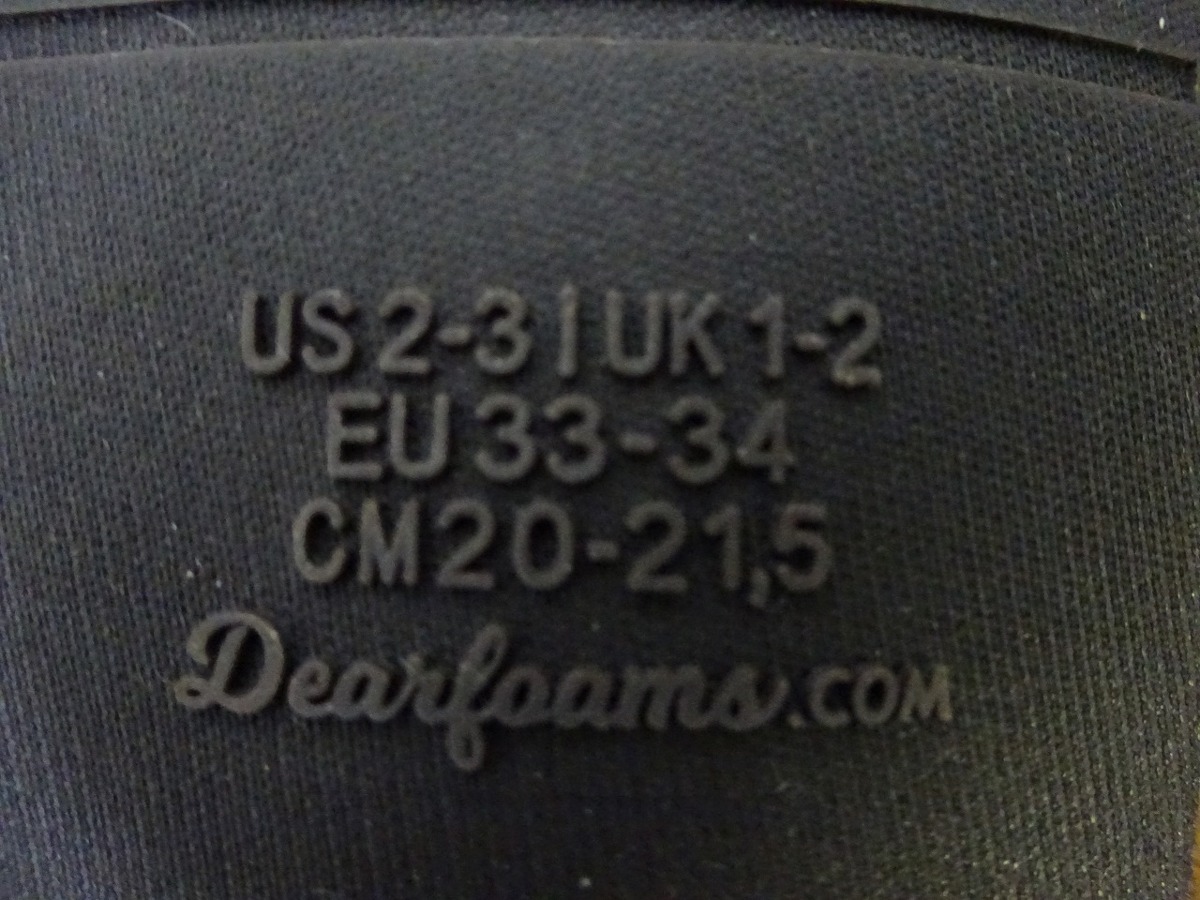 US 2-3 | UK 1-2
EU 33-34
CM 20-21,5
Dearfoams.COM